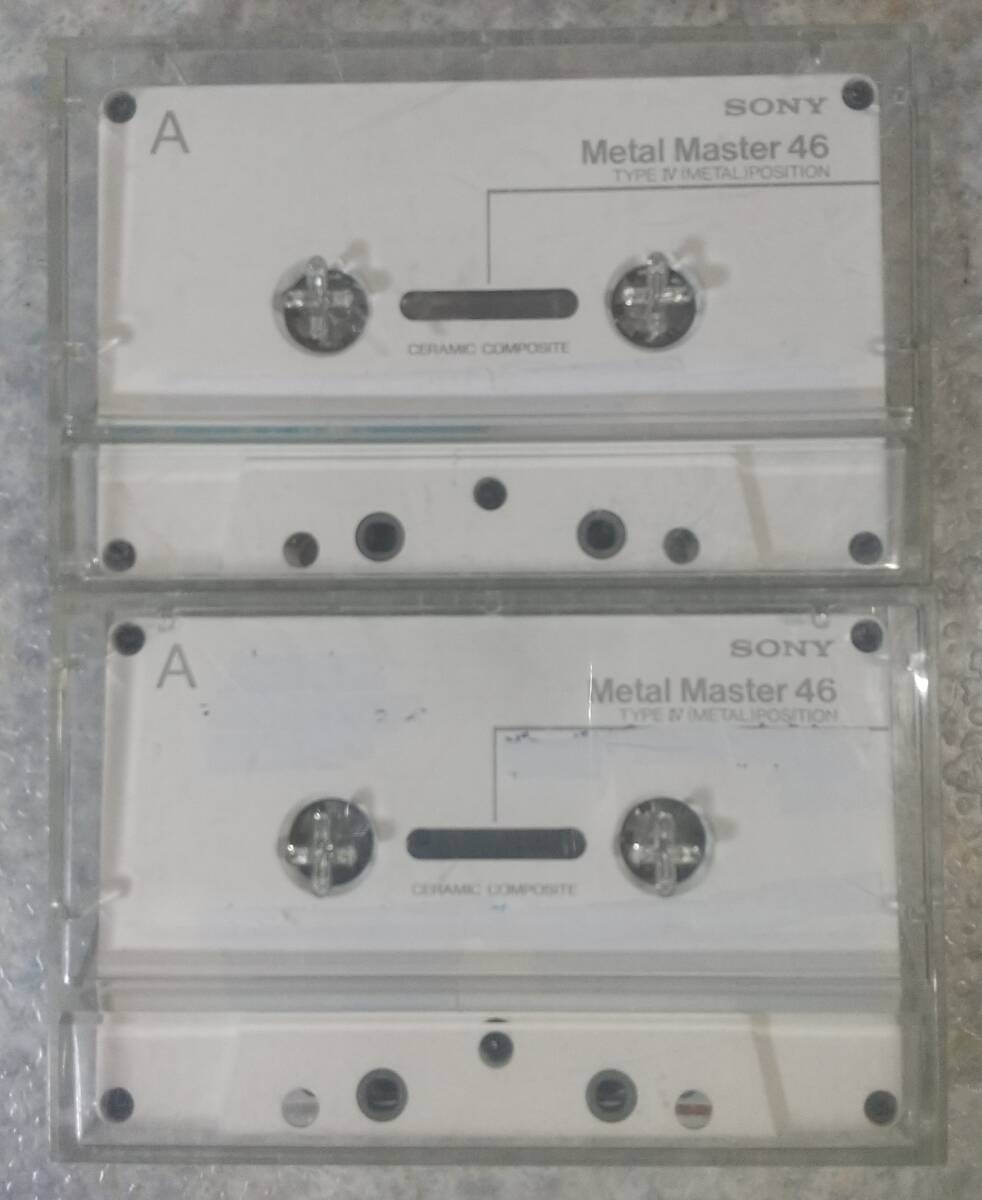 A
SONY
Metal Master 46
TYPE IV (METAL)POSITION
CERAMIC COMPOSITE
A
SONY
Metal Master 46
TYPE IV (METAL)POSITION
CERAMIC COMPOSITE